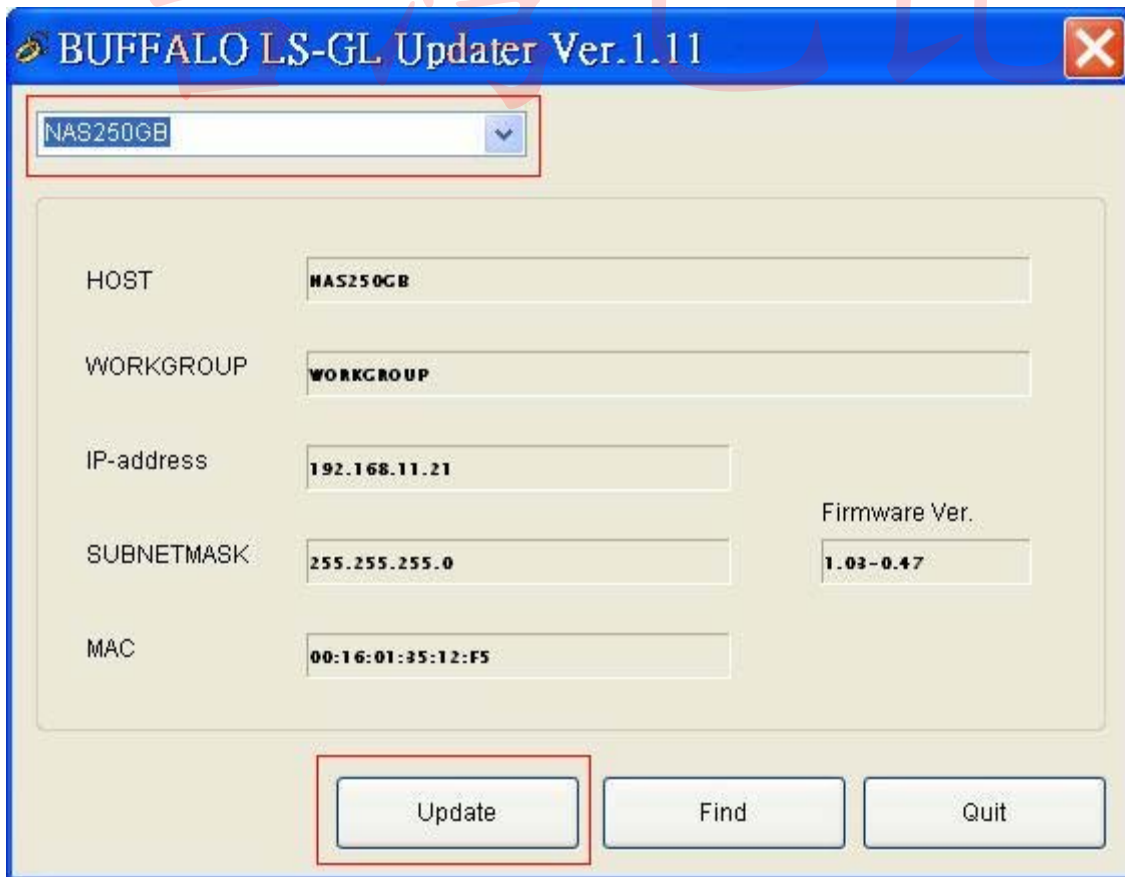 BUFFALO LS-GL Updater Ver.1.11
NAS250GB
HOST
NAS250GB
WORKGROUP
WORKGROUP
IP-address
192.168.11.21
Firmware Ver.
SUBNETMASK
255.255.255.0
1.03-0.47
MAC
00:16:01:35:12:F5
Update
Find
Quit